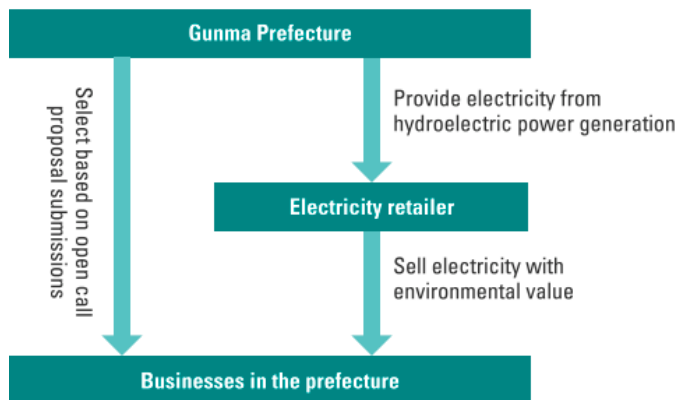 Gunma Prefecture
Select based on open call
proposal submissions
Provide electricity from
hydroelectric power generation
Electricity retailer
Sell electricity with
environmental value
Businesses in the prefecture